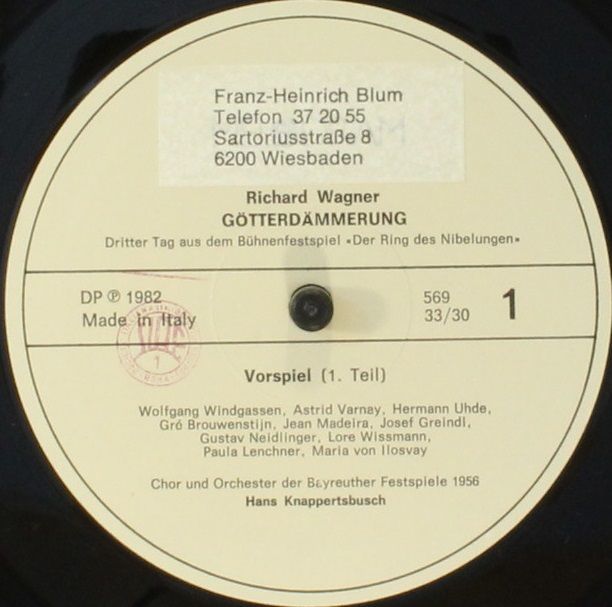 Franz-Heinrich Blum
Telefon 37 20 55
Sartoriusstraße 8
6200 Wiesbaden
Richard Wagner
GÖTTERDÄMMERUNG
Dritter Tag aus dem Bühnenfestspiel «Der Ring des Nibelungen»
DP ℗ 1982
Made in Italy
569
33/30
1
Vorspiel (1. Teil)
Wolfgang Windgassen, Astrid Varnay, Hermann Uhde,
Gré Brouwenstijn, Jean Madeira, Josef Greindl,
Gustav Neidlinger, Lore Wissmann,
Paula Lenchner, Maria von Ilosvay
Chor und Orchester der Bayreuther Festspiele 1956
Hans Knappertsbusch